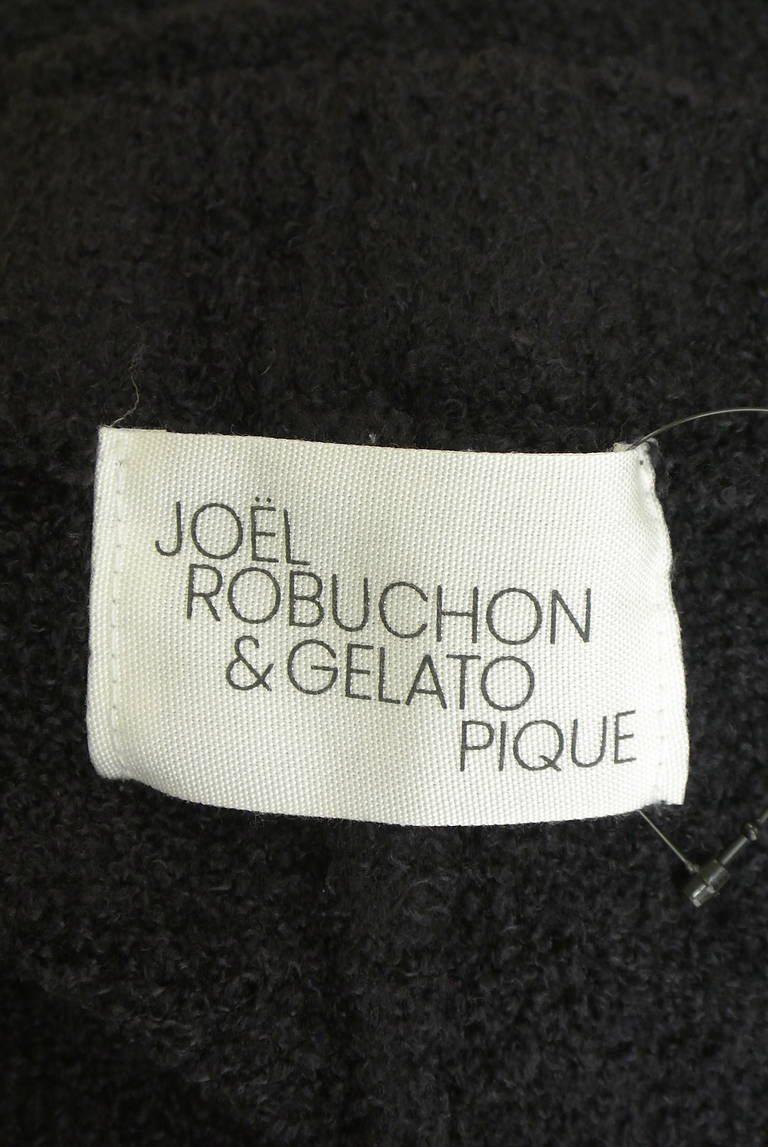 JOËL
ROBUCHON
& GELATO
PIQUE